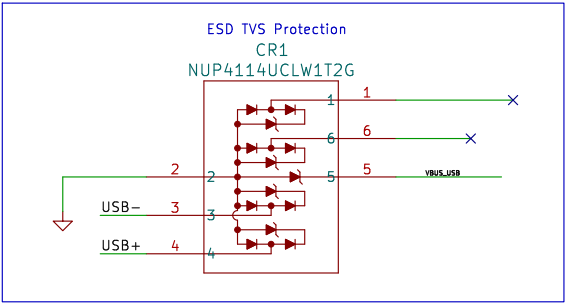 ESD TVS Protection
CR1
NUP4114UCLW1T2G
1 1
6 6
2 2 5 5 VBUS_USB
USB- 3 3
USB+ 4 4